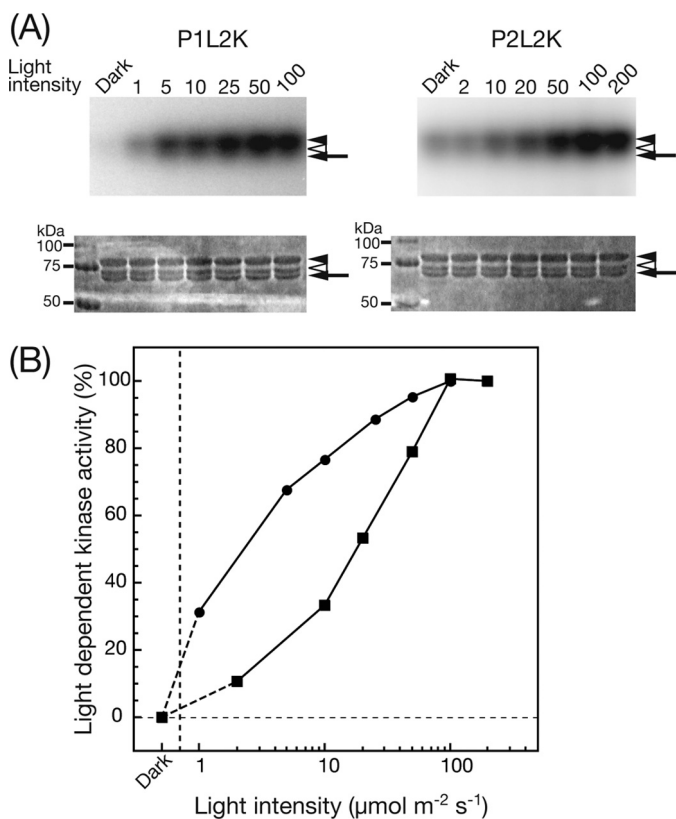 (A)
P1L2K
P2L2K
Light intensity
Dark 1 5 10 25 50 100
Dark 2 10 20 50 100 200
kDa
100
75
50
kDa
100
75
50
(B)
Light dependent kinase activity (%)
100
80
60
40
20
0
Dark 1 10 100
Light intensity (µmol m⁻² s⁻¹)